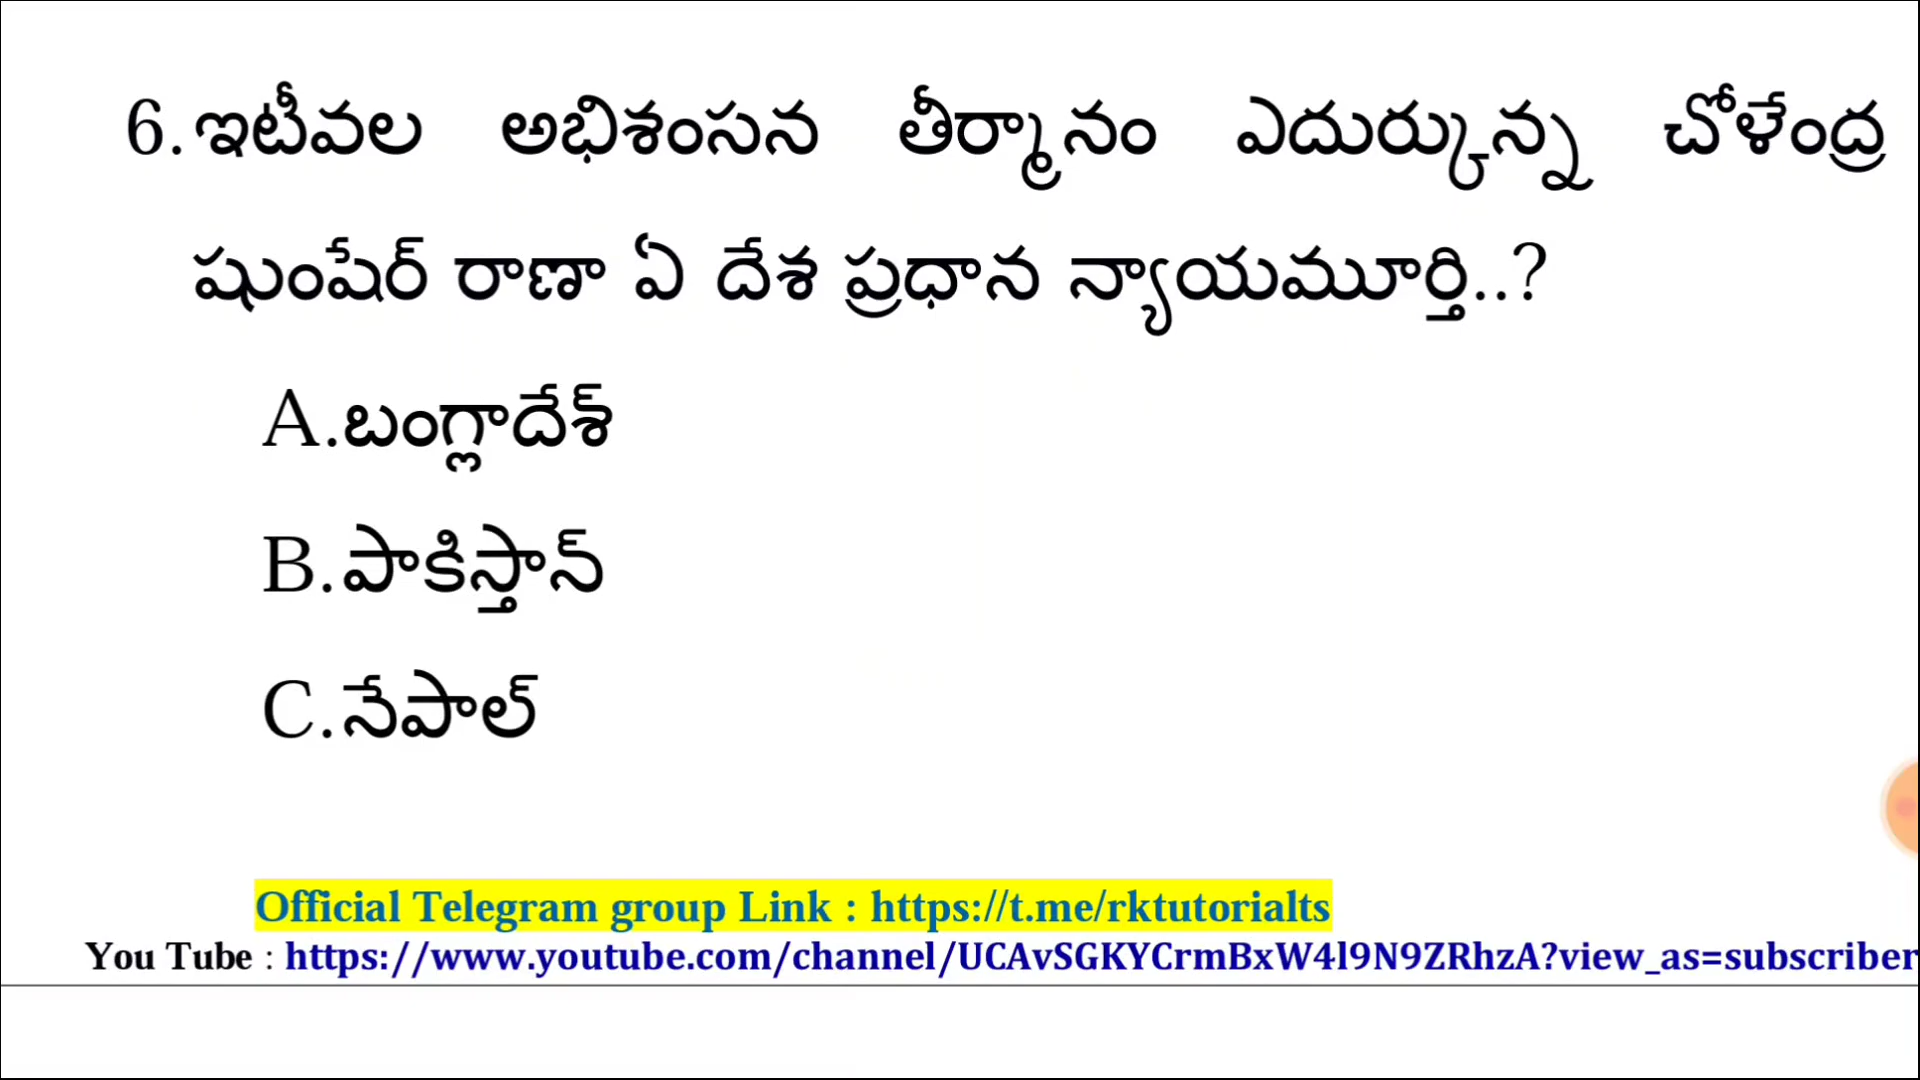 6. ఇటీవల అభిశంసన తీర్మానం ఎదుర్కున్న చోళేంద్ర
షుంషేర్ రాణా ఏ దేశ ప్రధాన న్యాయమూర్తి..?
A.బంగ్లాదేశ్
B.పాకిస్తాన్
C.నేపాల్
Official Telegram group Link : https://t.me/rktutorialts
You Tube : https://www.youtube.com/channel/UCAvSGKYCrmBxW4l9N9ZRhzA?view_as=subscriber